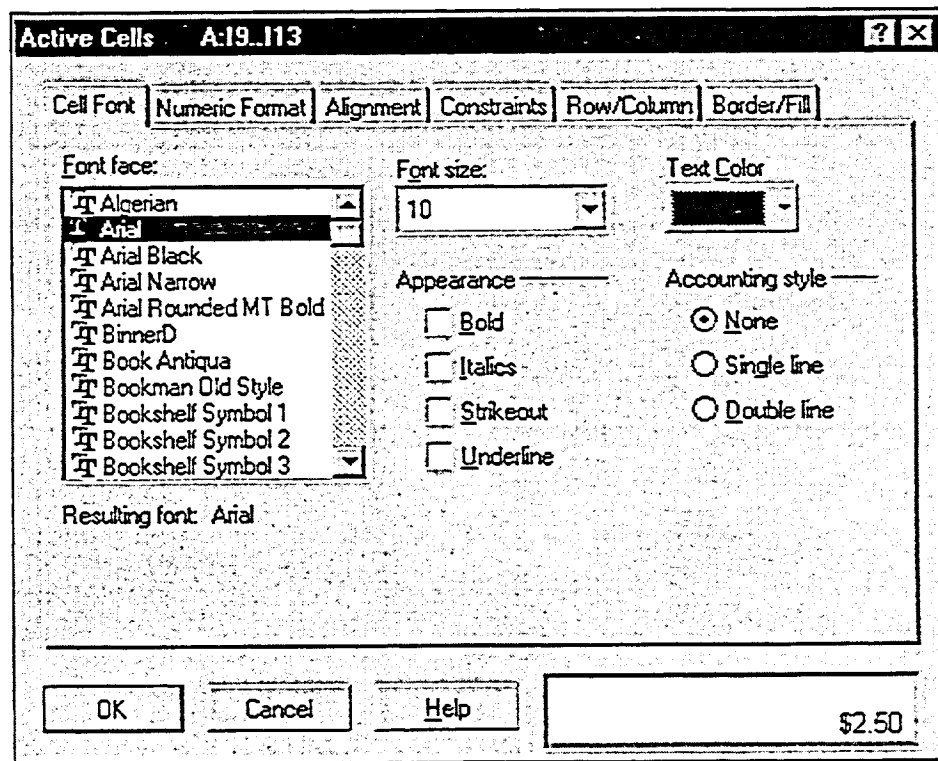 Active Cells A:I9..I13
Cell Font Numeric Format Alignment Constraints Row/Column Border/Fill
Font face:
Algerian
Arial
Arial Black
Arial Narrow
Arial Rounded MT Bold
BinnerD
Book Antiqua
Bookman Old Style
Bookshelf Symbol 1
Bookshelf Symbol 2
Bookshelf Symbol 3
Resulting font: Arial
Font size:
10
Appearance
Bold
Italics
Strikeout
Underline
Text Color
Accounting style
None
Single line
Double line
OK Cancel Help $2.50